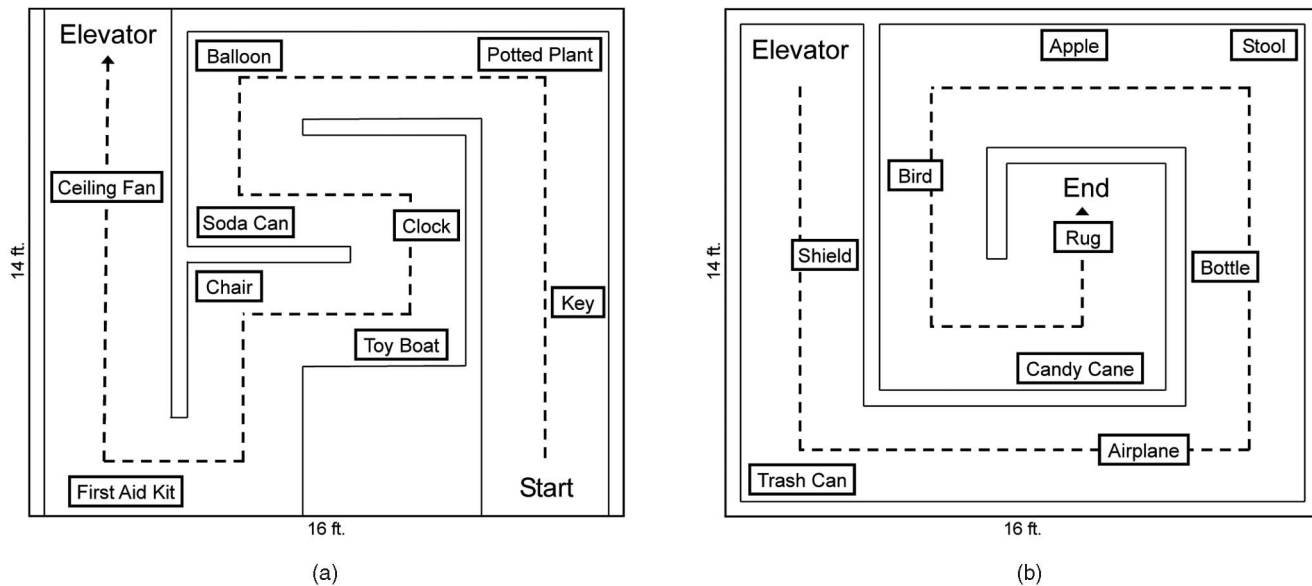 Elevator
Balloon
Potted Plant
Ceiling Fan
Soda Can
Clock
Chair
Key
Toy Boat
First Aid Kit
Start
14 ft.
16 ft.
(a)
Elevator
Apple
Stool
Bird
End
Rug
Shield
Bottle
Candy Cane
Airplane
Trash Can
14 ft.
16 ft.
(b)